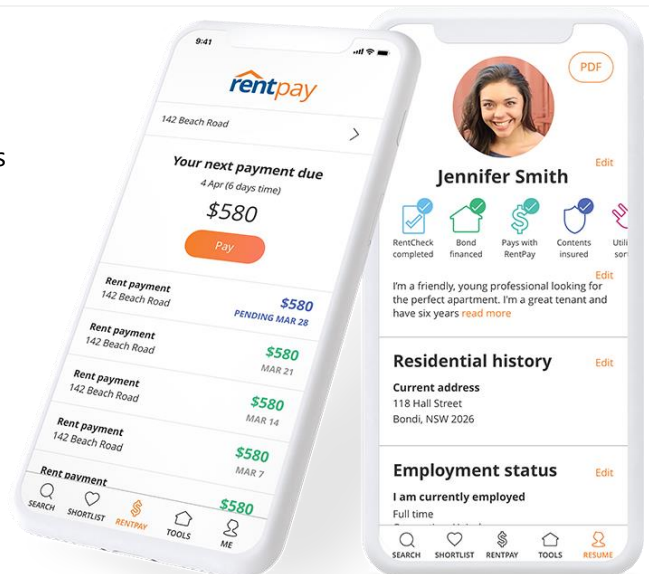 s
9:41
rentpay
142 Beach Road
Your next payment due
4 Apr (6 days time)
$580
Pay
Rent payment
142 Beach Road
$580
PENDING MAR 28
Rent payment
142 Beach Road
$580
MAR 21
Rent payment
142 Beach Road
$580
MAR 14
Rent payment
142 Beach Road
$580
MAR 7
Rent payment
$580
SEARCH
SHORTLIST
RENTPAY
TOOLS
ME
PDF
Edit
Jennifer Smith
RentCheck
completed
Bond
financed
Pays with
RentPay
Contents
insured
Utili
sor
Edit
I'm a friendly, young professional looking for
the perfect apartment. I'm a great tenant and
have six years read more
Residential history
Edit
Current address
118 Hall Street
Bondi, NSW 2026
Employment status
Edit
I am currently employed
Full time
SEARCH
SHORTLIST
RENTPAY
TOOLS
RESUME